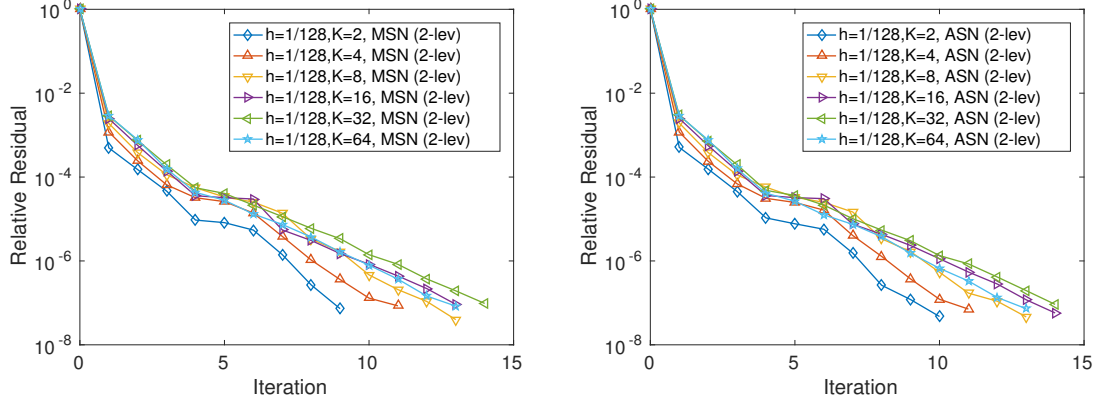 10^0
10^-2
10^-4
10^-6
10^-8
Relative Residual
h=1/128,K=2, MSN (2-lev)
h=1/128,K=4, MSN (2-lev)
h=1/128,K=8, MSN (2-lev)
h=1/128,K=16, MSN (2-lev)
h=1/128,K=32, MSN (2-lev)
h=1/128,K=64, MSN (2-lev)
0 5 10 15
Iteration
10^0
10^-2
10^-4
10^-6
10^-8
Relative Residual
h=1/128,K=2, ASN (2-lev)
h=1/128,K=4, ASN (2-lev)
h=1/128,K=8, ASN (2-lev)
h=1/128,K=16, ASN (2-lev)
h=1/128,K=32, ASN (2-lev)
h=1/128,K=64, ASN (2-lev)
0 5 10 15
Iteration